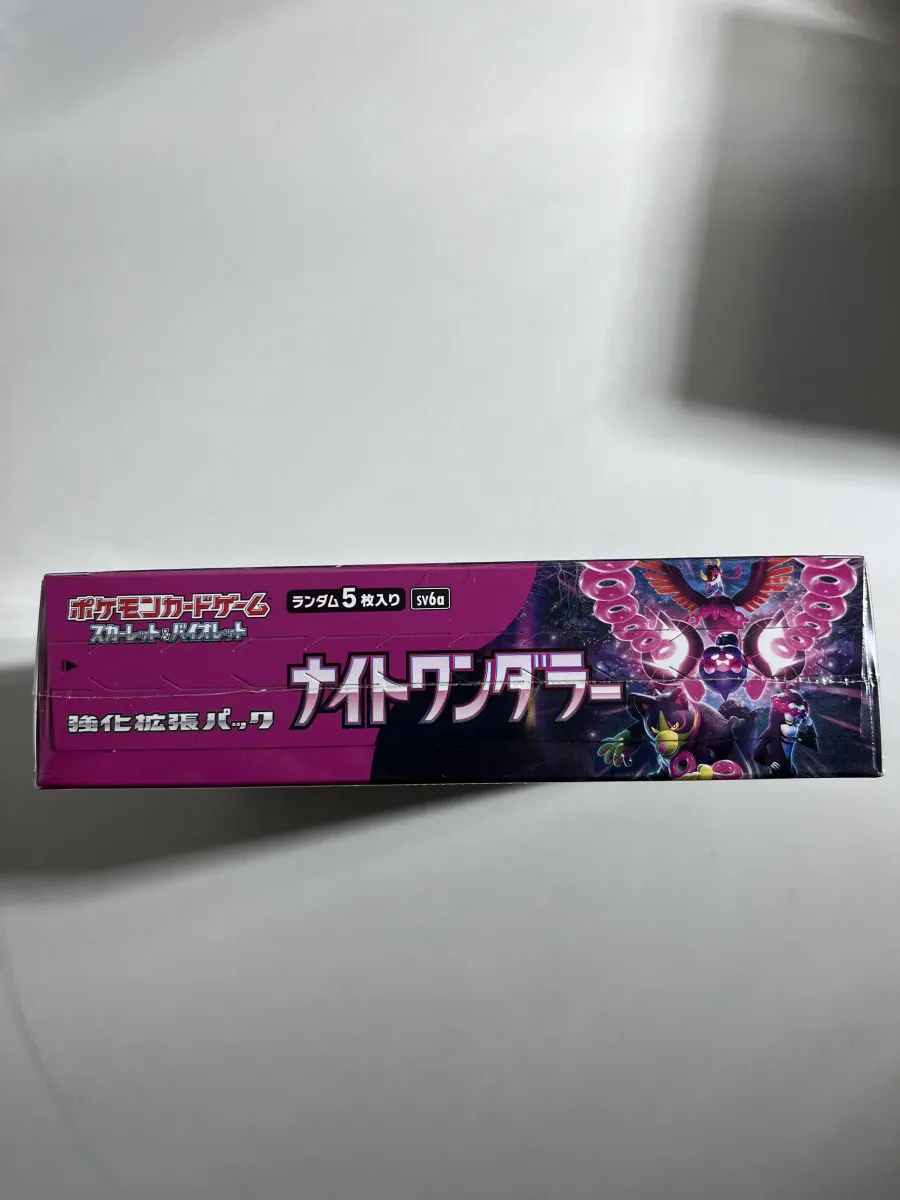 ポケモンカードゲーム
スカーレット&バイオレット
ランダム5枚入り
sv6a
強化拡張パック
ナイトワンダラー